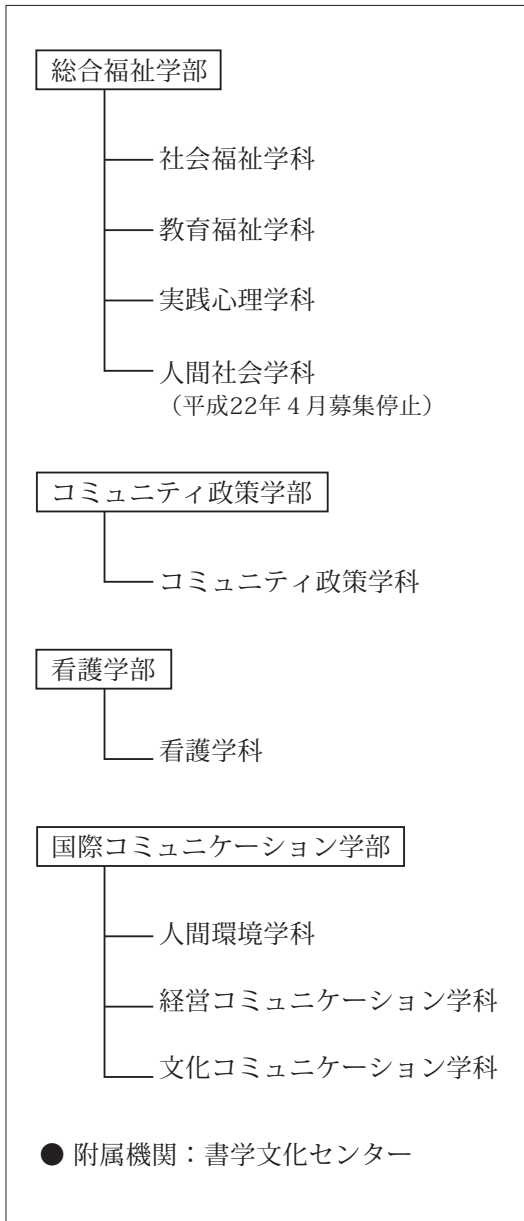 総合福祉学部
社会福祉学科
教育福祉学科
実践心理学科
人間社会学科
（平成22年４月募集停止）
コミュニティ政策学部
コミュニティ政策学科
看護学部
看護学科
国際コミュニケーション学部
人間環境学科
経営コミュニケーション学科
文化コミュニケーション学科
● 附属機関：書学文化センター